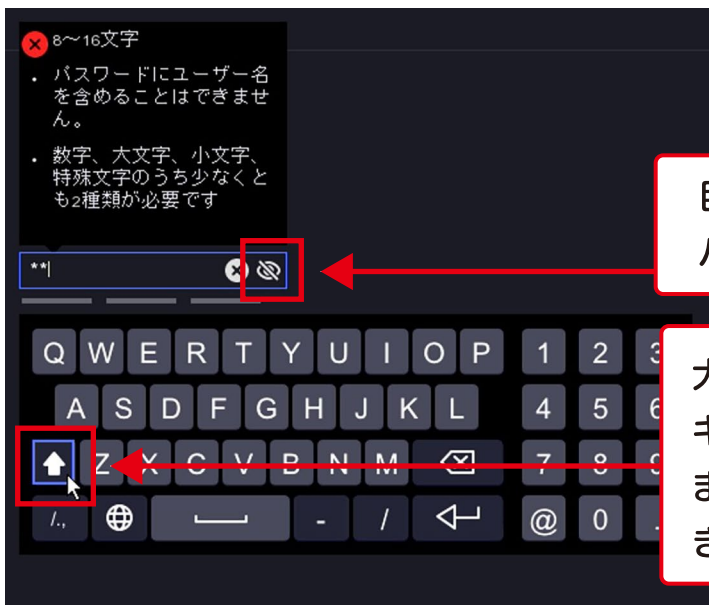 8～16文字
・ パスワードにユーザー名
を含めることはできませ
ん。
・ 数字、大文字、小文字、
特殊文字のうち少なくと
も2種類が必要です
**
Q W E R T Y U I O P 1 2 3
A S D F G H J K L 4 5 6
Z X C V B N M 7 8 9
/., - / @ 0 .